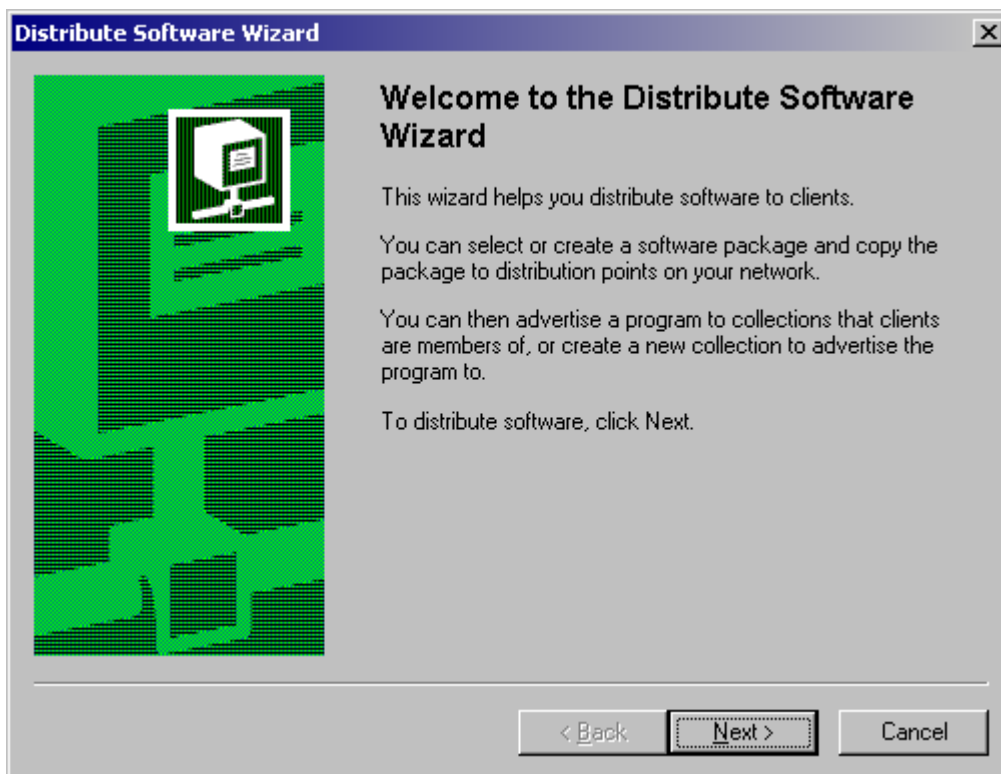 Distribute Software Wizard
Welcome to the Distribute Software
Wizard
This wizard helps you distribute software to clients.
You can select or create a software package and copy the
package to distribution points on your network.
You can then advertise a program to collections that clients
are members of, or create a new collection to advertise the
program to.
To distribute software, click Next.
< Back
Next >
Cancel